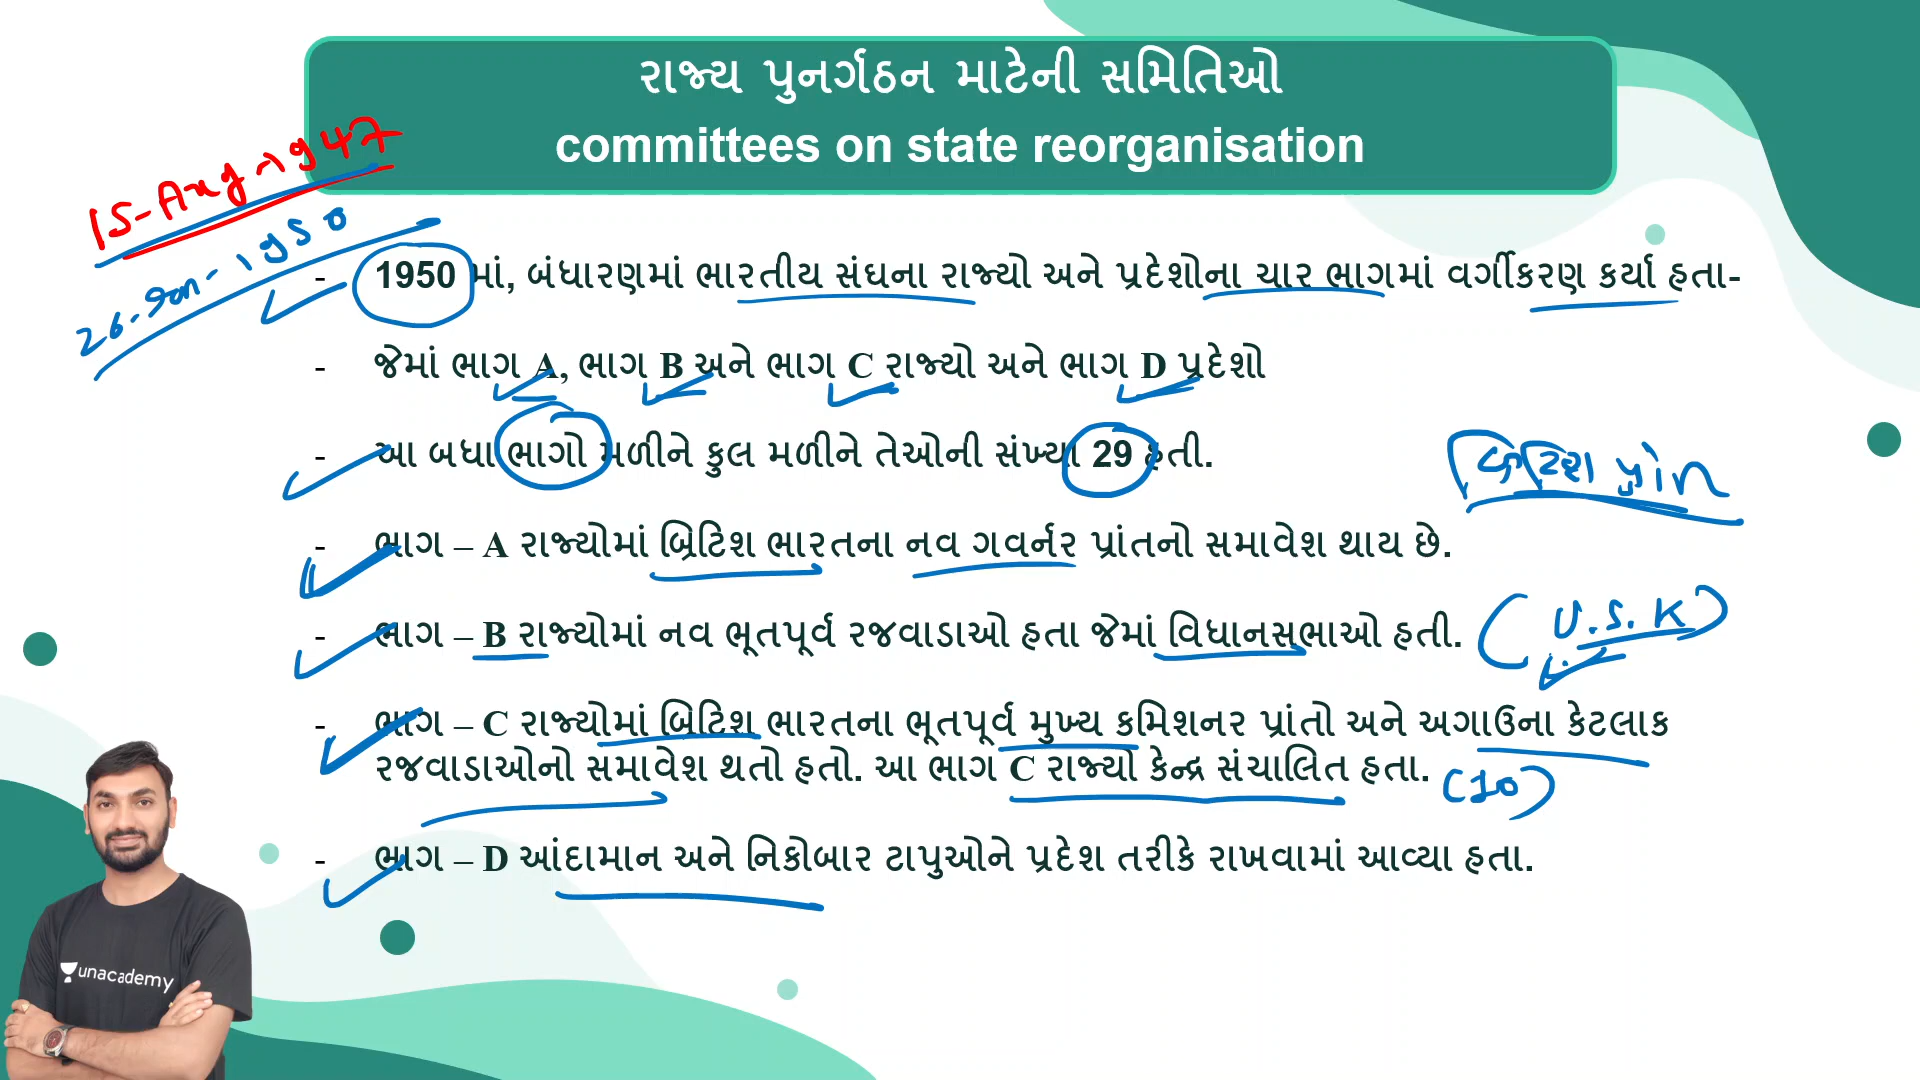 રાજ્ય પુનર્ગઠન માટેની સમિતિઓ
committees on state reorganisation
15-Aug-1947
26-Jan-1950
- 1950 માં, બંધારણમાં ભારતીય સંઘના રાજ્યો અને પ્રદેશોના ચાર ભાગમાં વર્ગીકરણ કર્યા હતા-
- જેમાં ભાગ A, ભાગ B અને ભાગ C રાજ્યો અને ભાગ D પ્રદેશો
- આ બધા ભાગો મળીને કુલ મળીને તેઓની સંખ્યા 29 હતી.
- ભાગ – A રાજ્યોમાં બ્રિટિશ ભારતના નવ ગવર્નર પ્રાંતનો સમાવેશ થાય છે.
- ભાગ – B રાજ્યોમાં નવ ભૂતપૂર્વ રજવાડાઓ હતા જેમાં વિધાનસભાઓ હતી. (U.S.K)
- ભાગ – C રાજ્યોમાં બ્રિટિશ ભારતના ભૂતપૂર્વ મુખ્ય કમિશનર પ્રાંતો અને અગાઉના કેટલાક
રજવાડાઓનો સમાવેશ થતો હતો. આ ભાગ C રાજ્યો કેન્દ્ર સંચાલિત હતા. (10)
- ભાગ – D આંદામાન અને નિકોબાર ટાપુઓને પ્રદેશ તરીકે રાખવામાં આવ્યા હતા.
unacademy